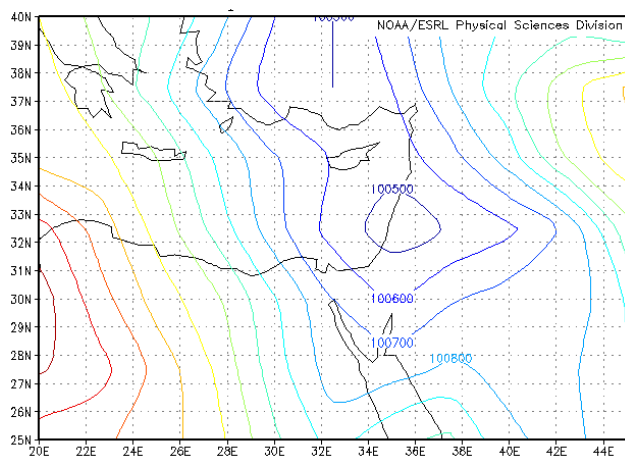 NOAA/ESRL Physical Sciences Division
40N
39N
38N
37N
36N
35N
34N
33N
32N
31N
30N
29N
28N
27N
26N
25N
100500
100600
100700
100800
20E 22E 24E 26E 28E 30E 32E 34E 36E 38E 40E 42E 44E